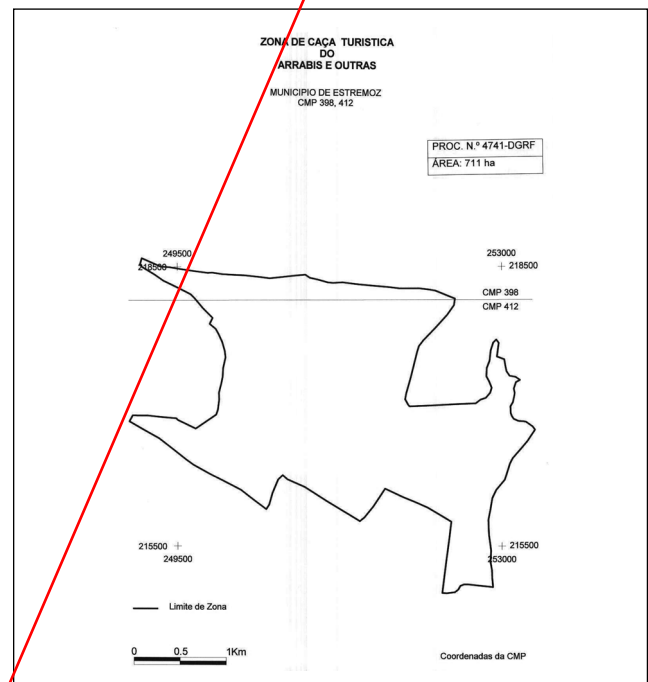 ZONA DE CAÇA TURISTICA
DO
ARRABIS E OUTRAS
MUNICIPIO DE ESTREMOZ
CMP 398, 412
PROC. N.º 4741-DGRF
ÁREA: 711 ha
249500
218500
253000
218500
CMP 398
CMP 412
215500
249500
215500
253000
Limite de Zona
0 0.5 1Km
Coordenadas da CMP